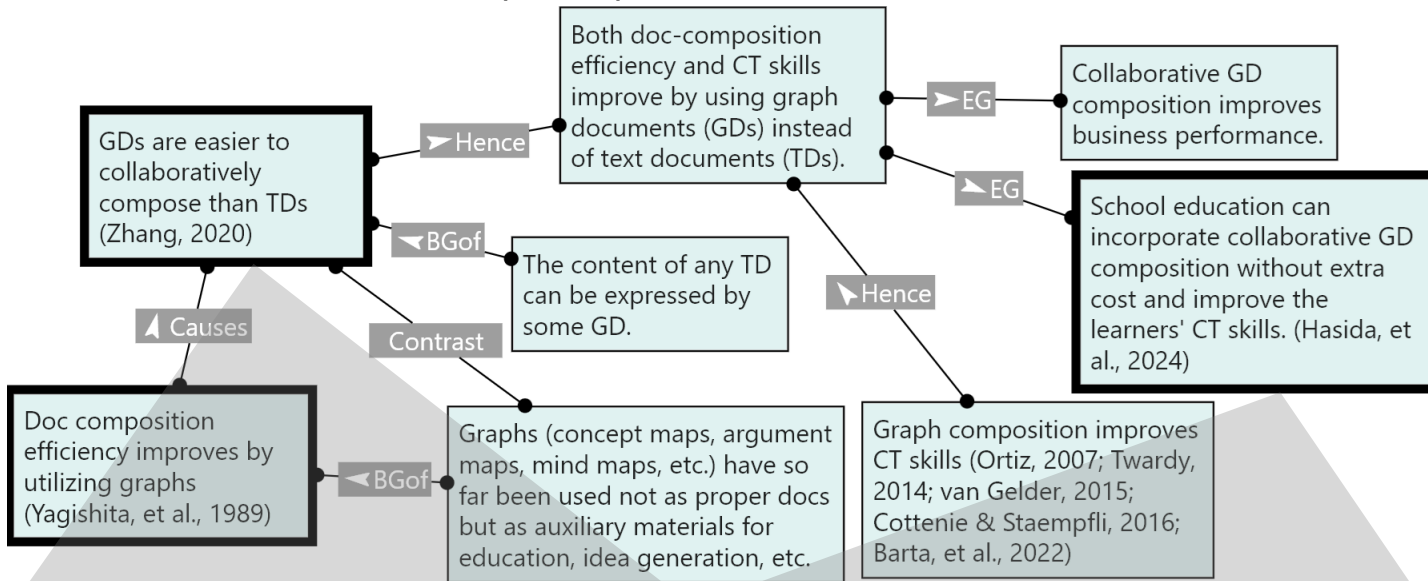 Both doc-composition
efficiency and CT skills
improve by using graph
documents (GDs) instead
of text documents (TDs).
EG
Collaborative GD
composition improves
business performance.
GDs are easier to
collaboratively
compose than TDs
(Zhang, 2020)
Hence
EG
School education can
incorporate collaborative GD
composition without extra
cost and improve the
learners' CT skills. (Hasida, et
al., 2024)
BGof
The content of any TD
can be expressed by
some GD.
Hence
Causes
Contrast
Doc composition
efficiency improves by
utilizing graphs
(Yagishita, et al., 1989)
BGof
Graphs (concept maps, argument
maps, mind maps, etc.) have so
far been used not as proper docs
but as auxiliary materials for
education, idea generation, etc.
Graph composition improves
CT skills (Ortiz, 2007; Twardy,
2014; van Gelder, 2015;
Cottenie & Staempfli, 2016;
Barta, et al., 2022)